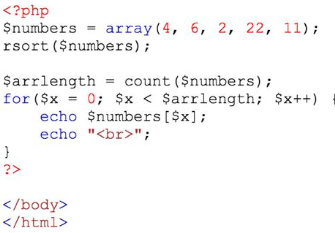 <?php
$numbers = array(4, 6, 2, 22, 11);
rsort($numbers);

$arrlength = count($numbers);
for($x = 0; $x < $arrlength; $x++) {
    echo $numbers[$x];
    echo "<br>";
}
?>

</body>
</html>